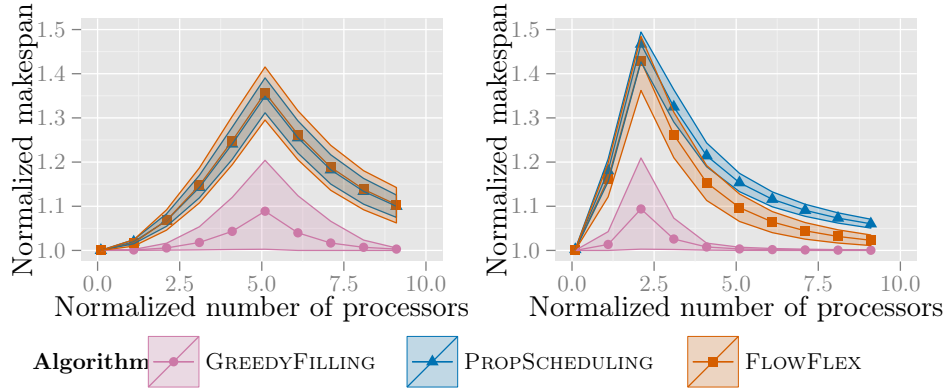 Normalized makespan
1.5
1.4
1.3
1.2
1.1
1.0
0.0 2.5 5.0 7.5 10.0
Normalized number of processors
Normalized makespan
1.5
1.4
1.3
1.2
1.1
1.0
0.0 2.5 5.0 7.5 10.0
Normalized number of processors
Algorithm GREEDYFILLING PROPSCHEDULING FLOWFLEX